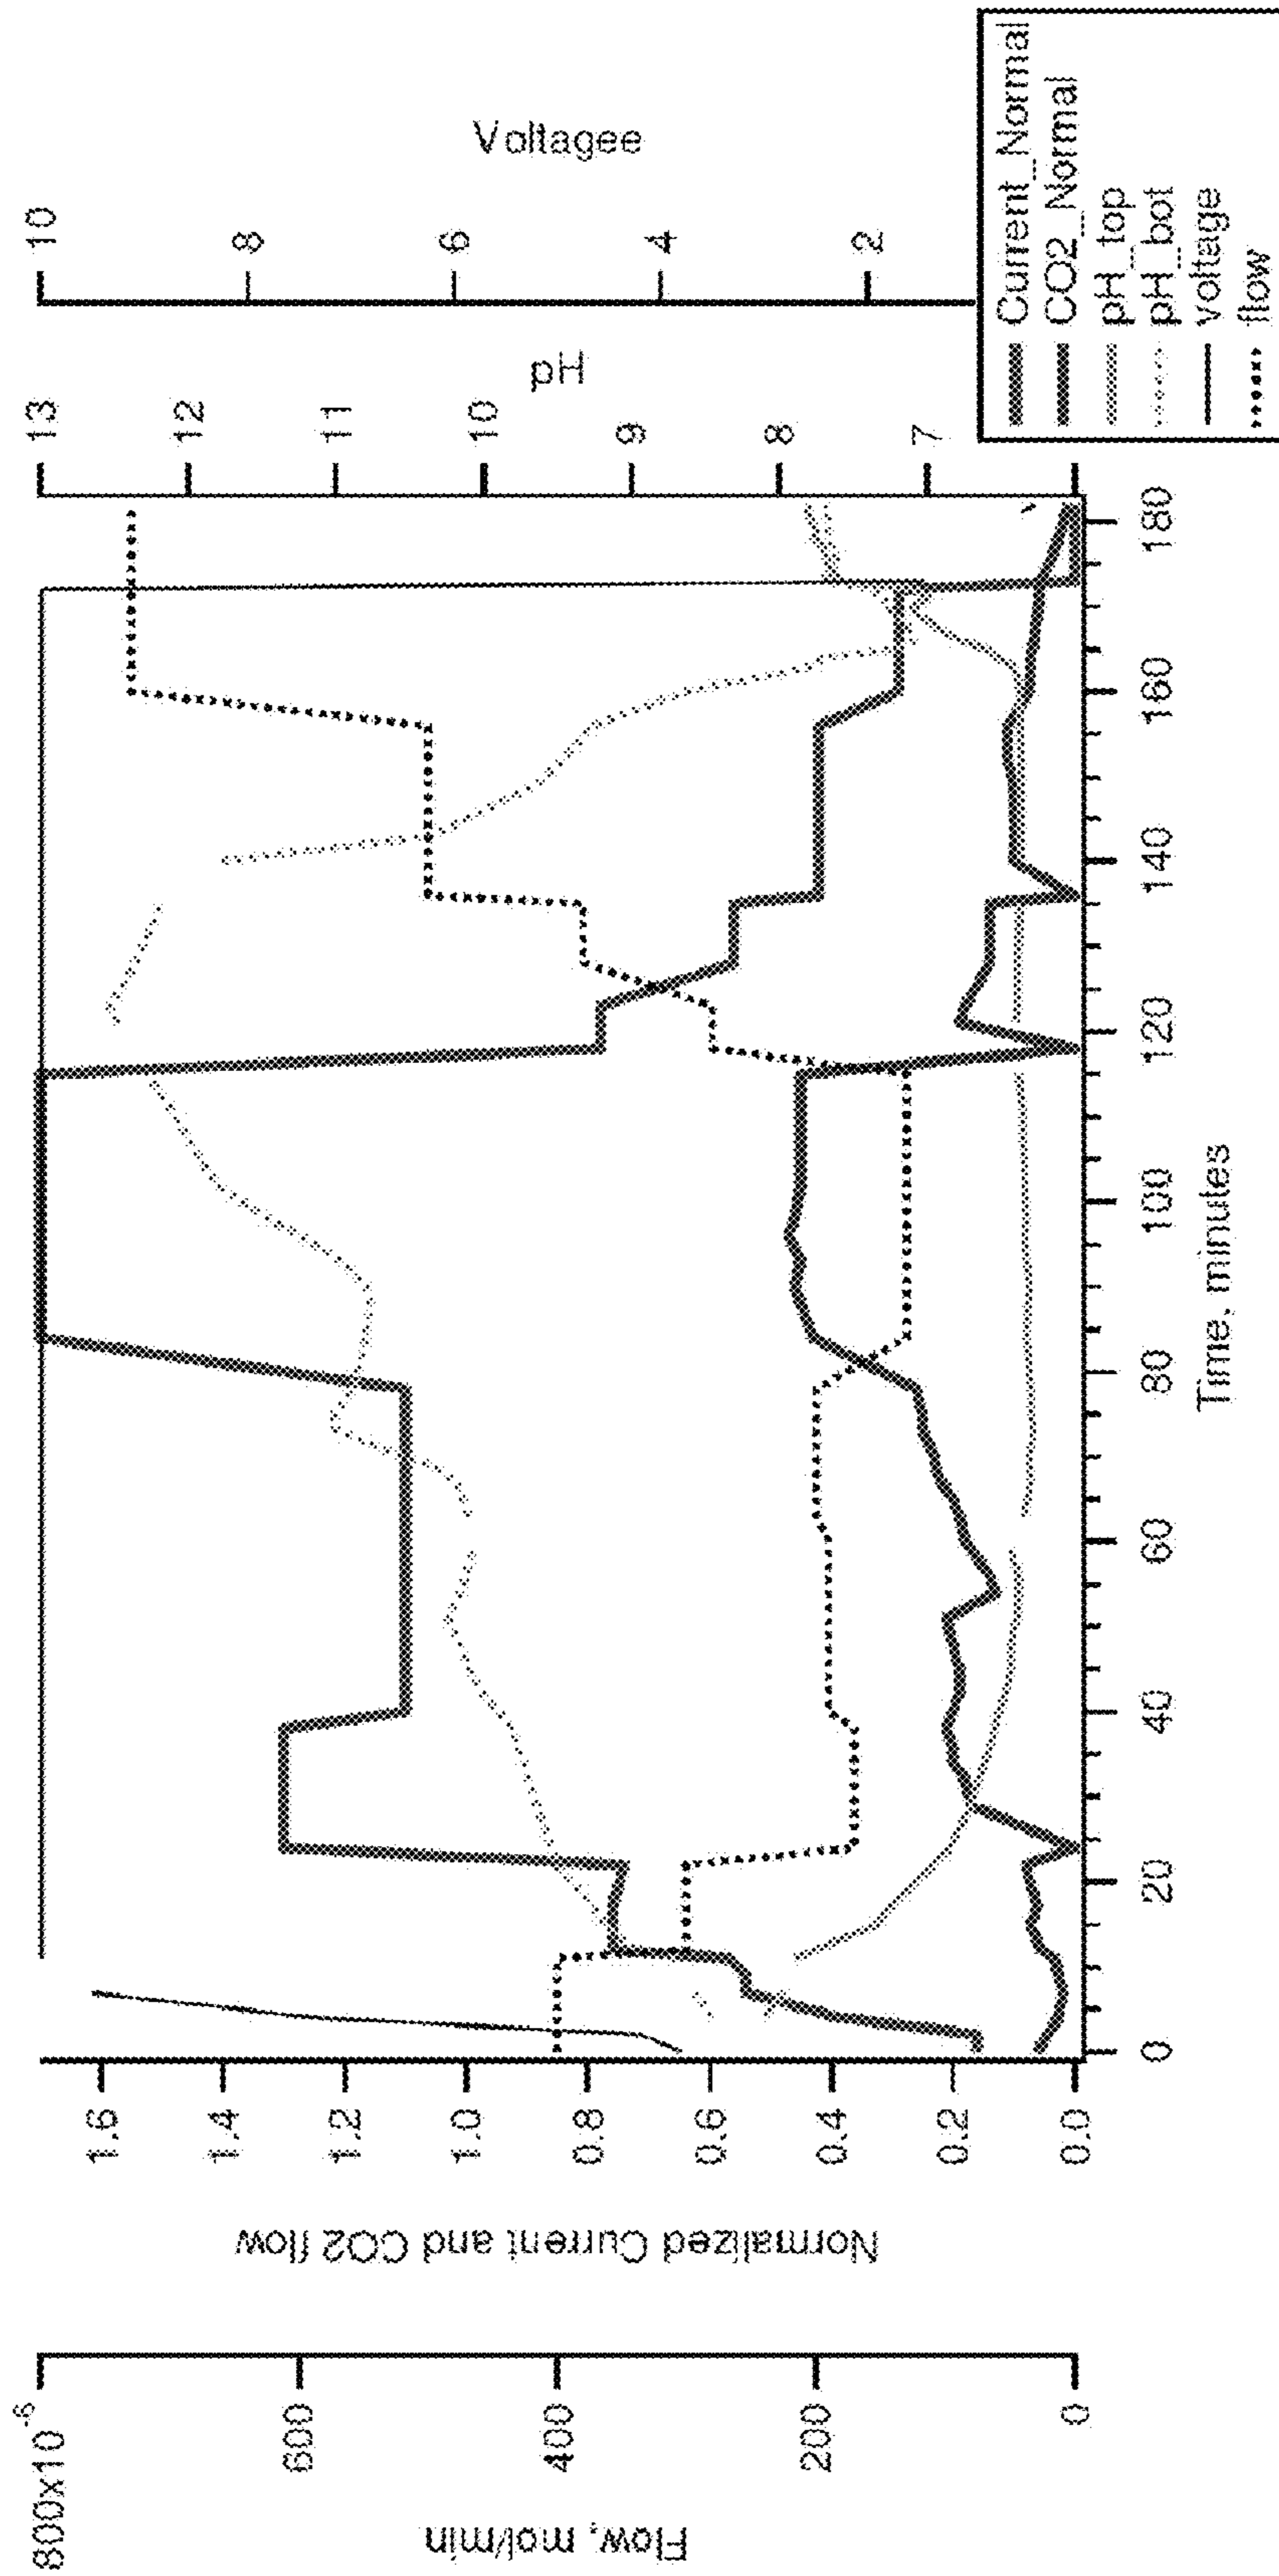 800x10-6
600
400
200
0
Flow, mol/min
1.6
1.4
1.2
1.0
0.8
0.6
0.4
0.2
0.0
Normalized Current and CO2 flow
0
20
40
60
80
100
120
140
160
180
Time, minutes
13
12
11
10
9
8
7
pH
10
8
6
4
2
Voltagee
Current_Normal
CO2_Normal
pH_top
pH_bot
voltage
flow